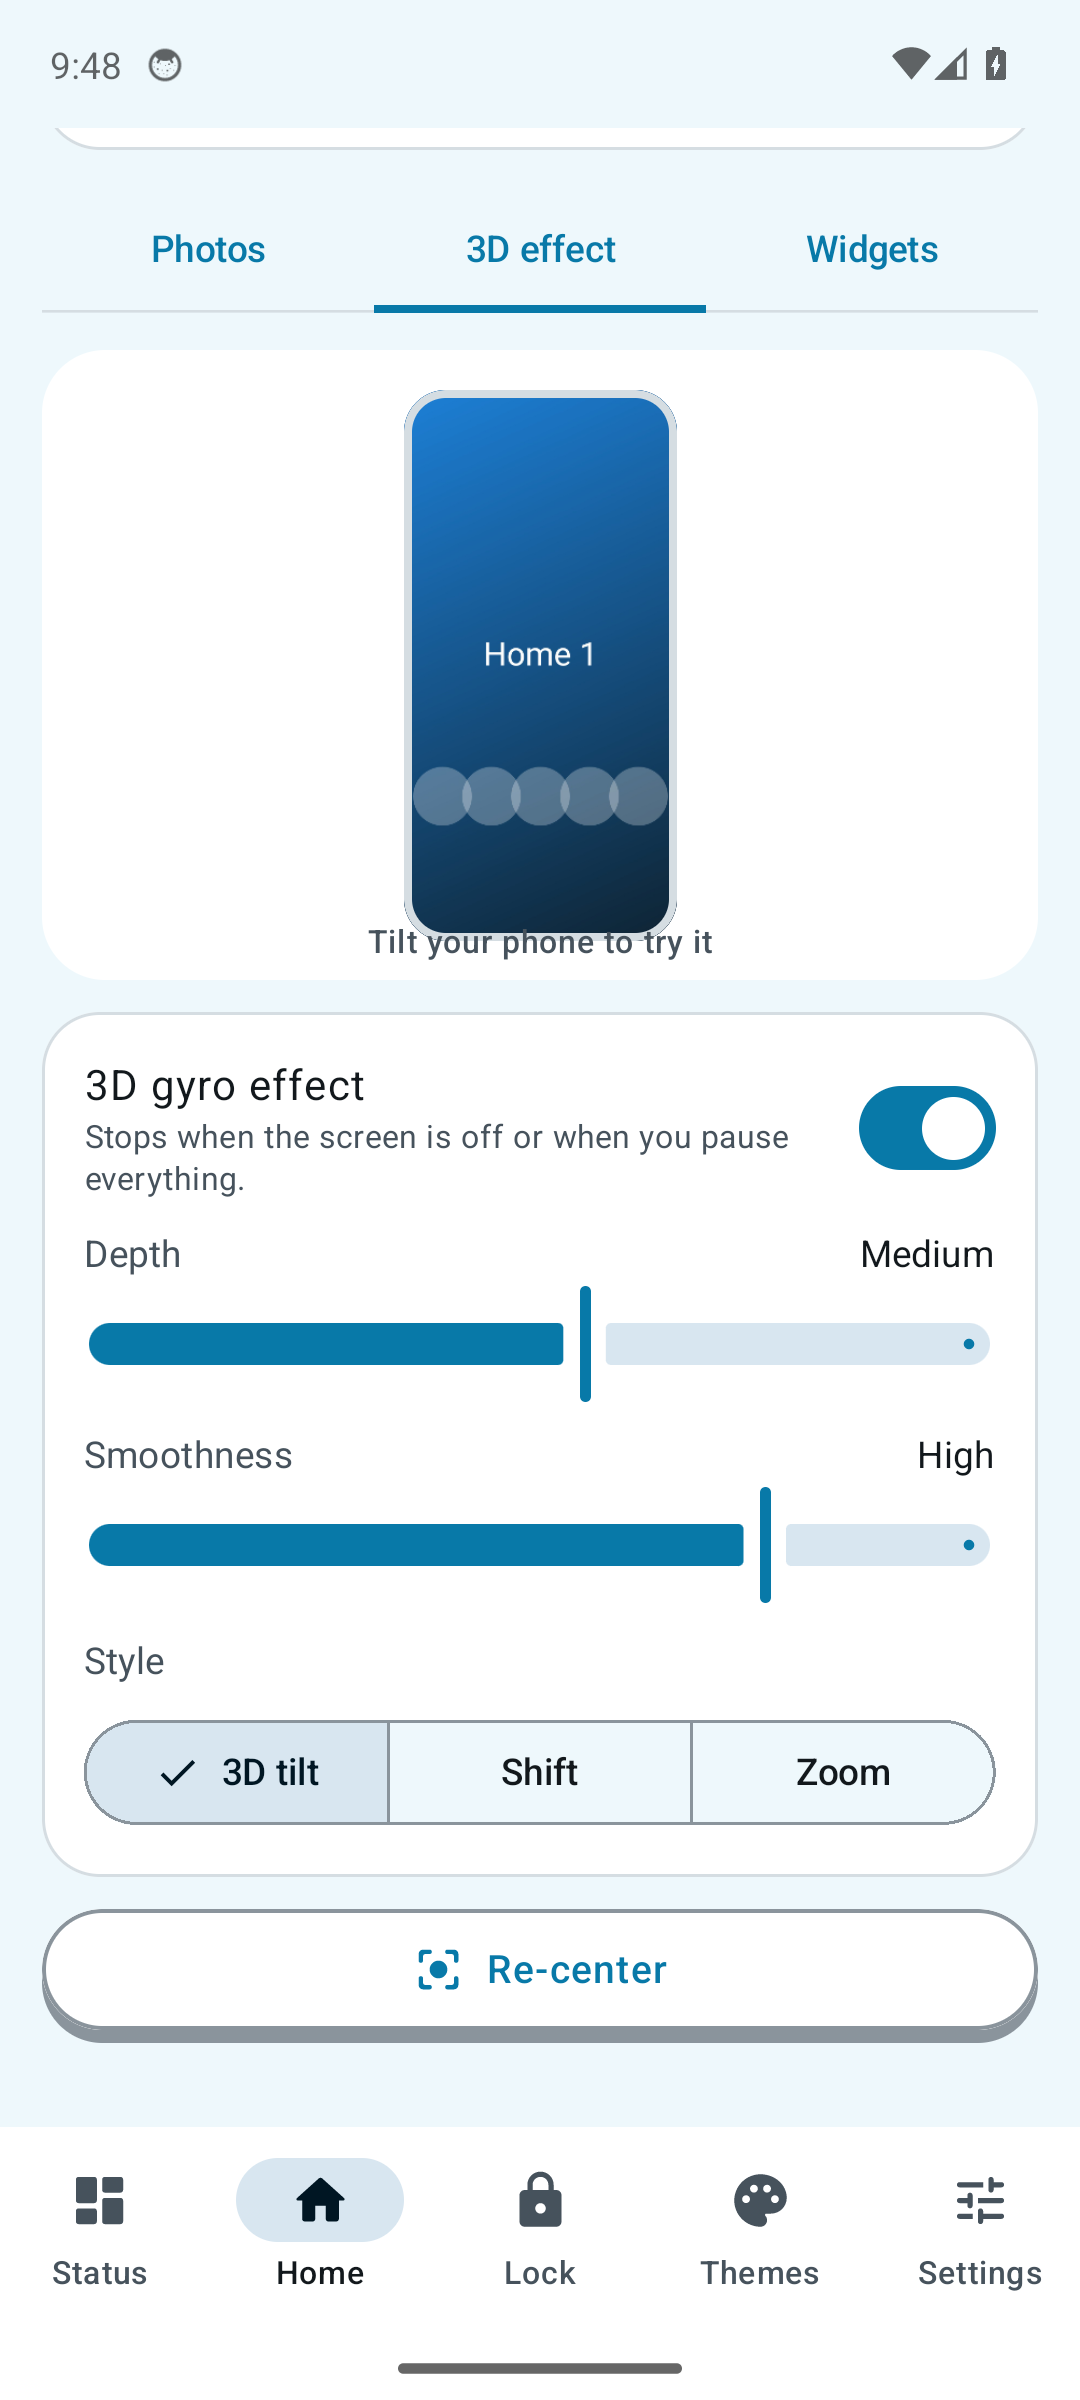 9:48
Photos
3D effect
Widgets
Home 1
Tilt your phone to try it
3D gyro effect
Stops when the screen is off or when you pause
everything.
Depth
Medium
Smoothness
High
Style
3D tilt
Shift
Zoom
Re-center
Status
Home
Lock
Themes
Settings